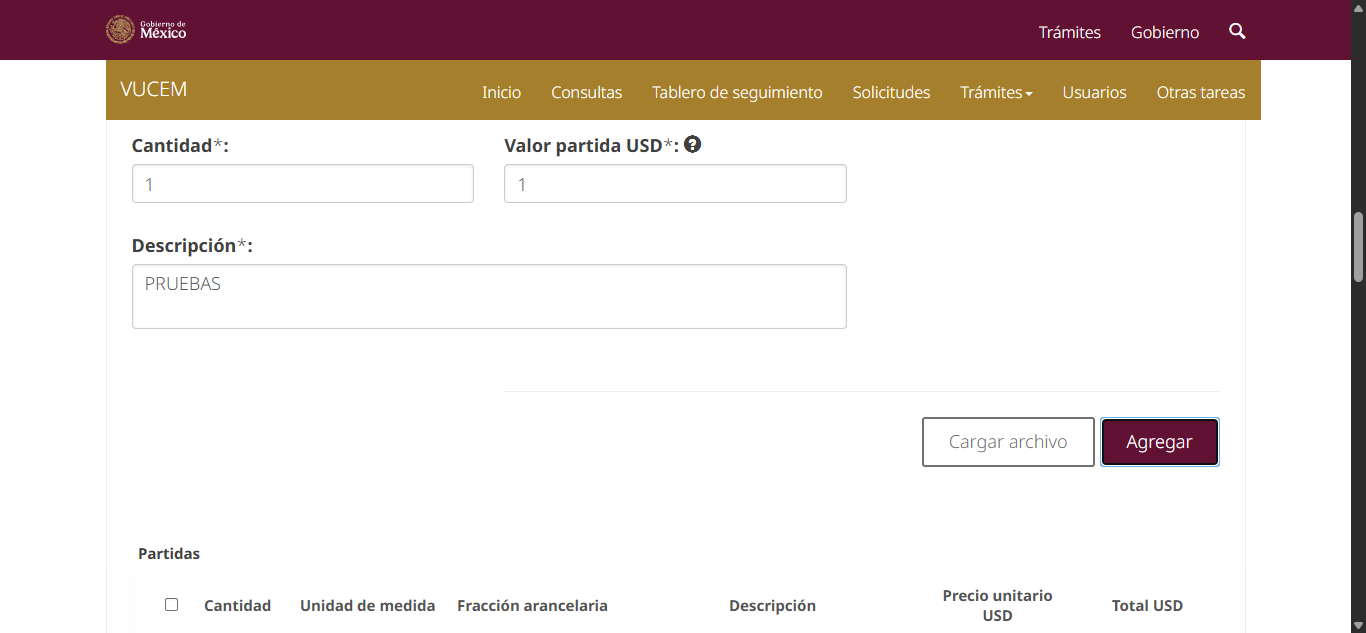 Gobierno de
México
Trámites
Gobierno
VUCEM
Inicio
Consultas
Tablero de seguimiento
Solicitudes
Trámites
Usuarios
Otras tareas
Cantidad*:
Valor partida USD*: ?
1
1
Descripción*:
PRUEBAS
Cargar archivo
Agregar
Partidas
Cantidad
Unidad de medida
Fracción arancelaria
Descripción
Precio unitario
USD
Total USD